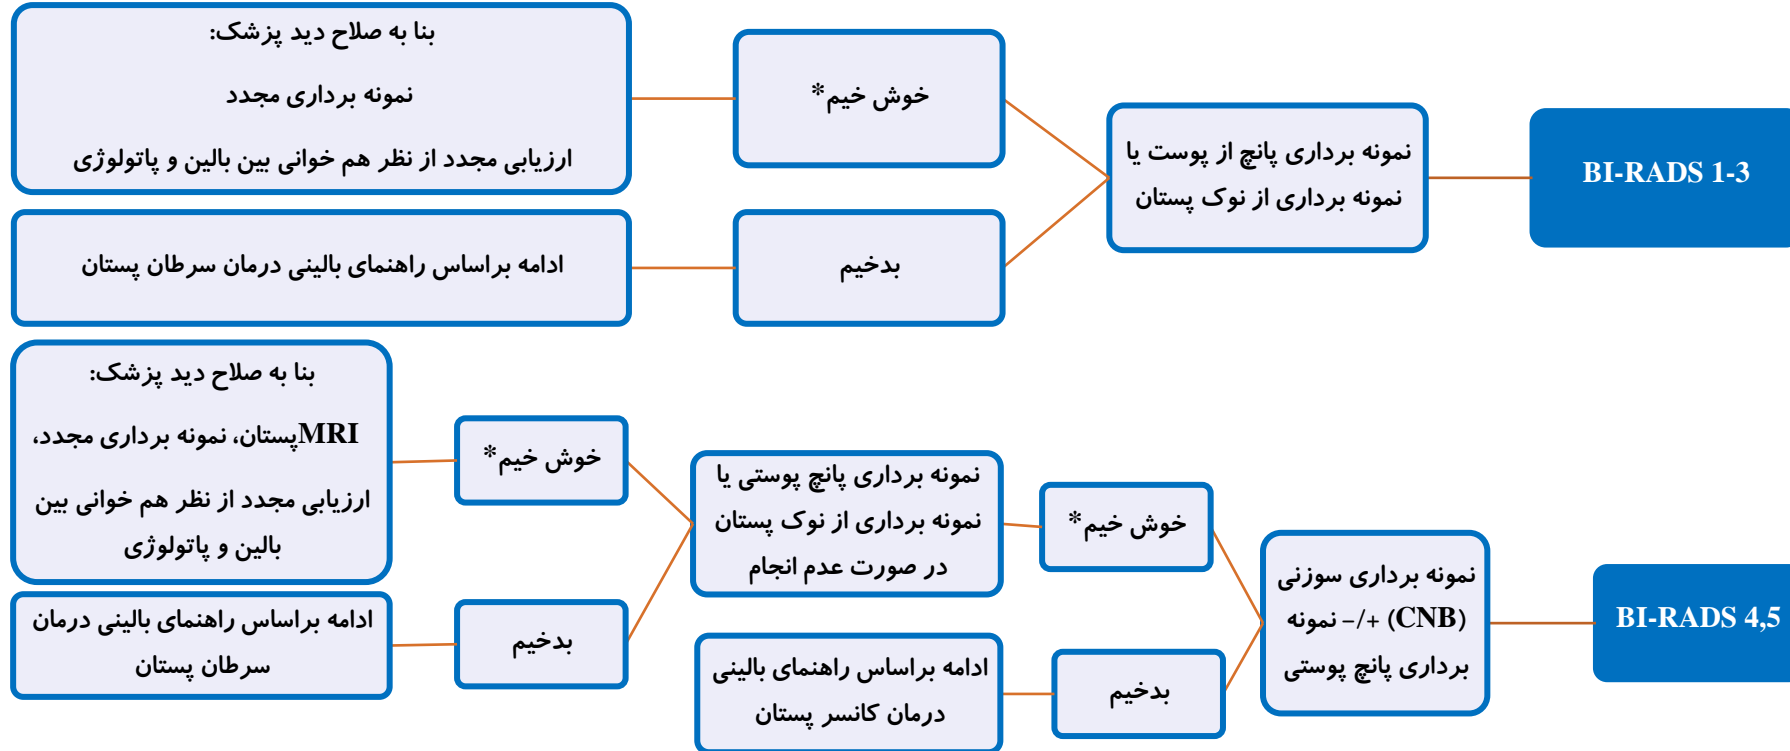 BI-RADS 1-3
نمونه برداری پانچ از پوست یا
نمونه برداری از نوک پستان
خوش خیم*
بنا به صلاح دید پزشک:
نمونه برداری مجدد
ارزیابی مجدد از نظر هم خوانی بین بالین و پاتولوژی
بدخیم
ادامه براساس راهنمای بالینی درمان سرطان پستان
BI-RADS 4,5
نمونه برداری سوزنی
(CNB) +/- نمونه
برداری پانچ پوستی
خوش خیم*
نمونه برداری پانچ پوستی یا
نمونه برداری از نوک پستان
در صورت عدم انجام
خوش خیم*
بنا به صلاح دید پزشک:
MRIپستان، نمونه برداری مجدد،
ارزیابی مجدد از نظر هم خوانی بین
بالین و پاتولوژی
بدخیم
ادامه براساس راهنمای بالینی درمان
سرطان پستان
بدخیم
ادامه براساس راهنمای بالینی
درمان کانسر پستان